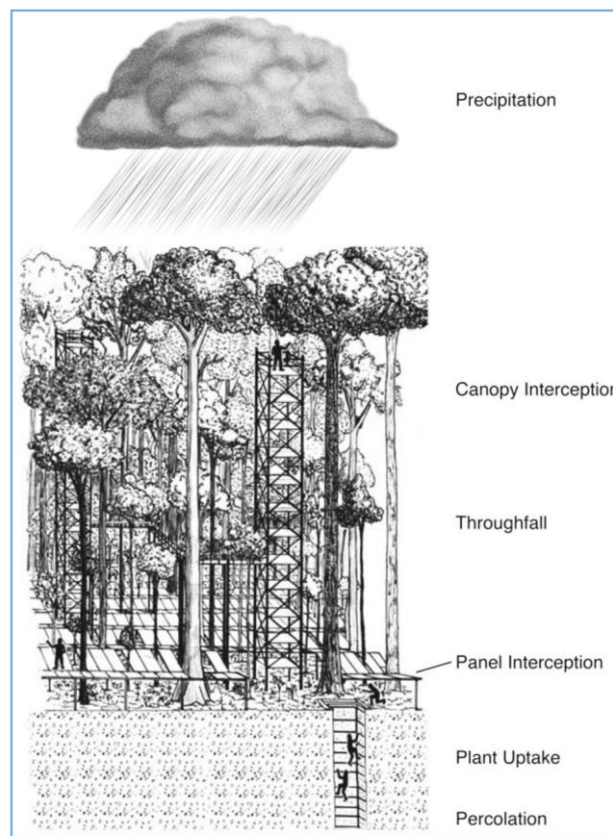 Precipitation
Canopy Interception
Throughfall
Panel Interception
Plant Uptake
Percolation